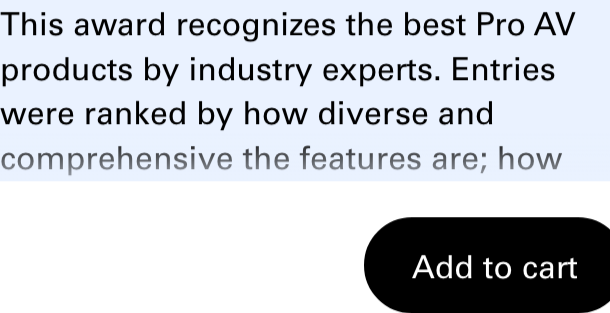 This award recognizes the best Pro AV
products by industry experts. Entries
were ranked by how diverse and
comprehensive the features are; how
Add to cart